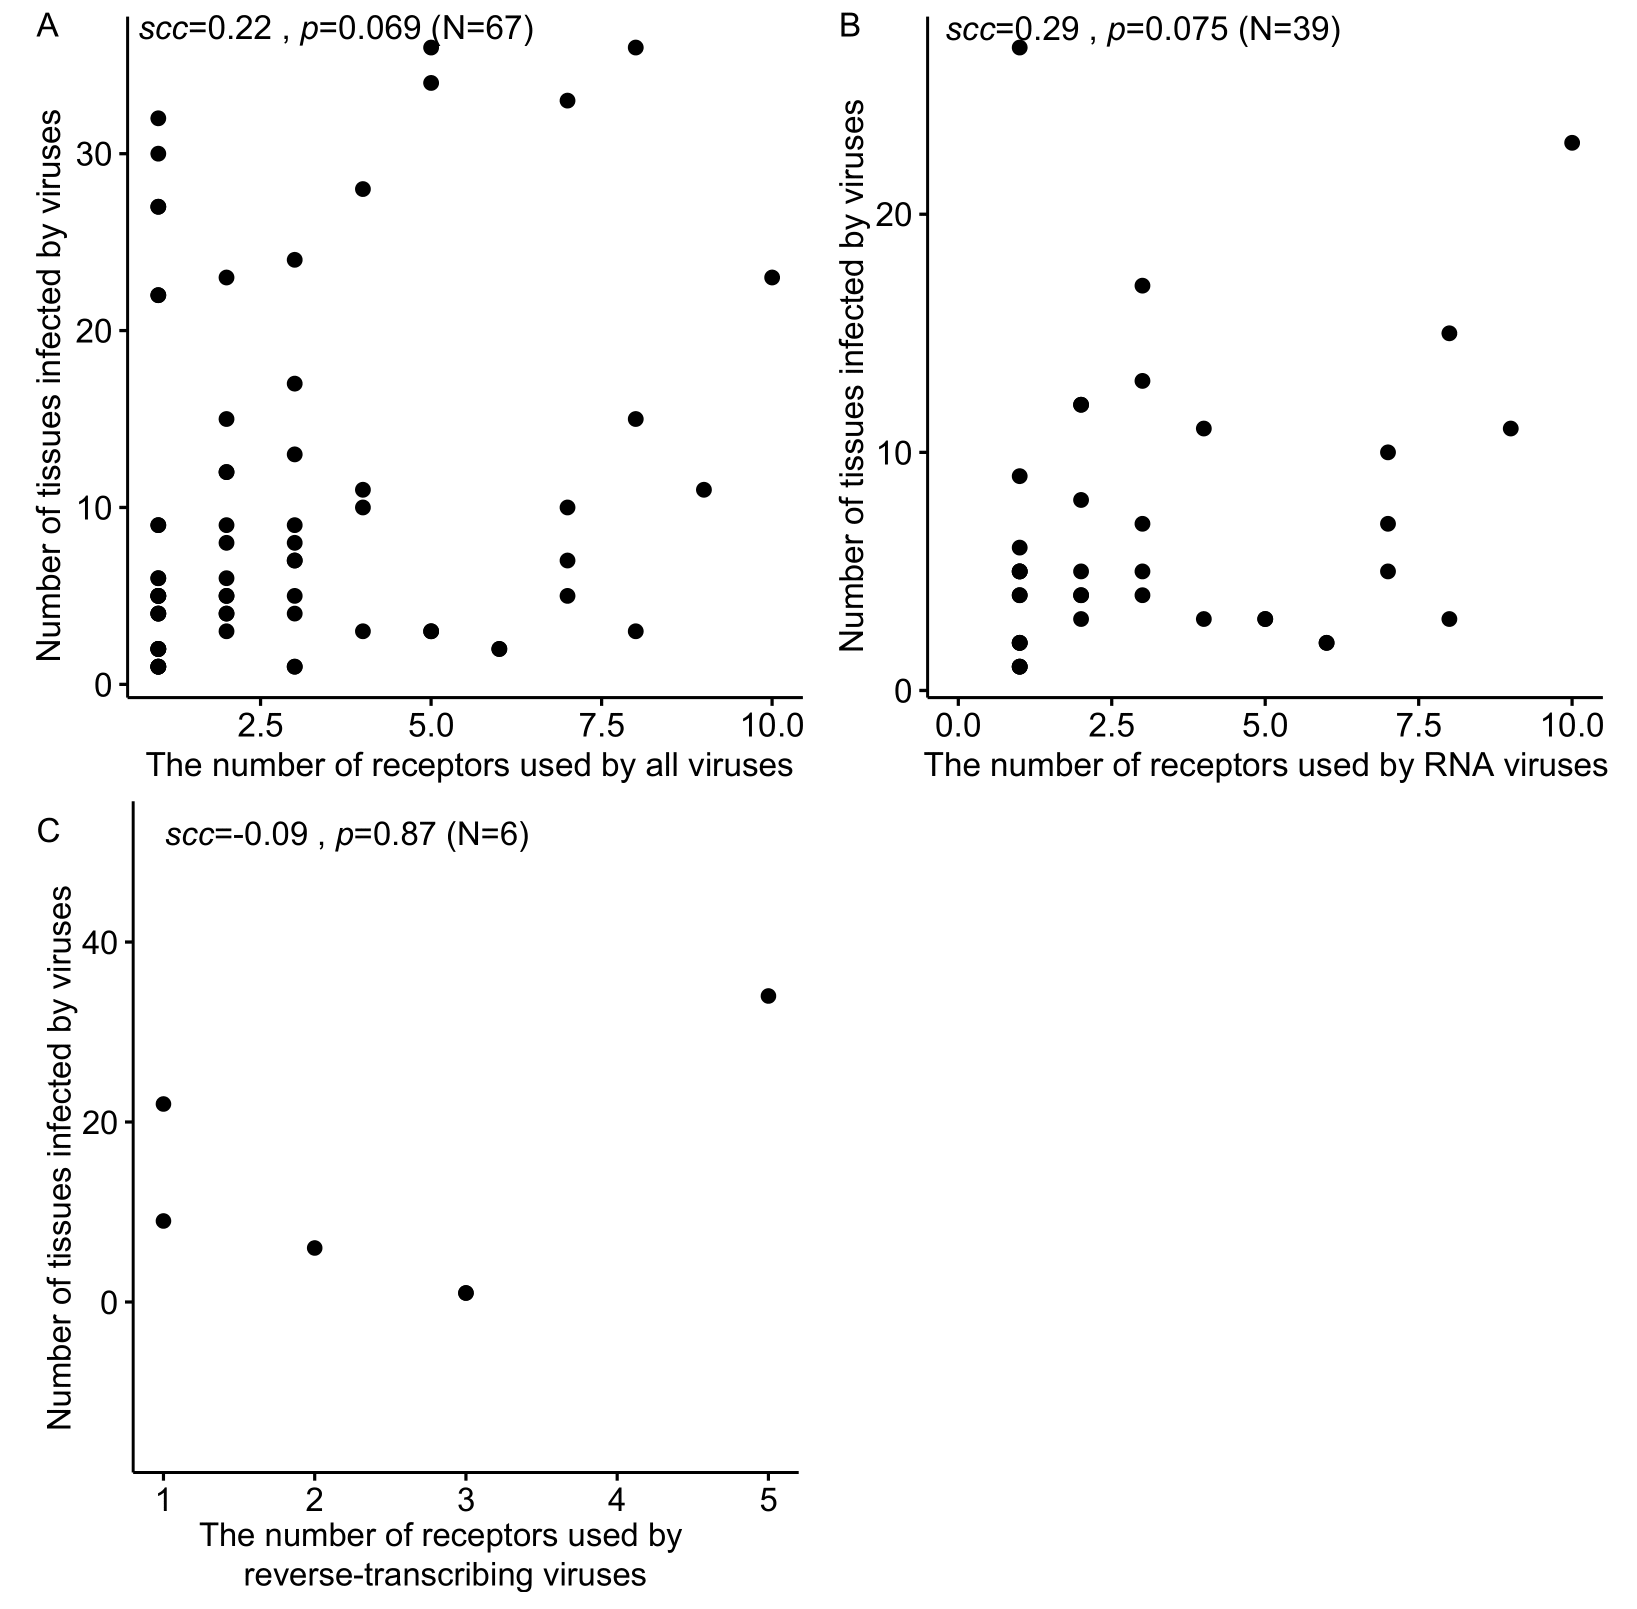 A
scc=0.22 , p=0.069 (N=67)
Number of tissues infected by viruses
30
20
10
0
2.5 5.0 7.5 10.0
The number of receptors used by all viruses
B
scc=0.29 , p=0.075 (N=39)
Number of tissues infected by viruses
20
10
0
0.0 2.5 5.0 7.5 10.0
The number of receptors used by RNA viruses
C
scc=-0.09 , p=0.87 (N=6)
Number of tissues infected by viruses
40
20
0
1 2 3 4 5
The number of receptors used by
reverse-transcribing viruses